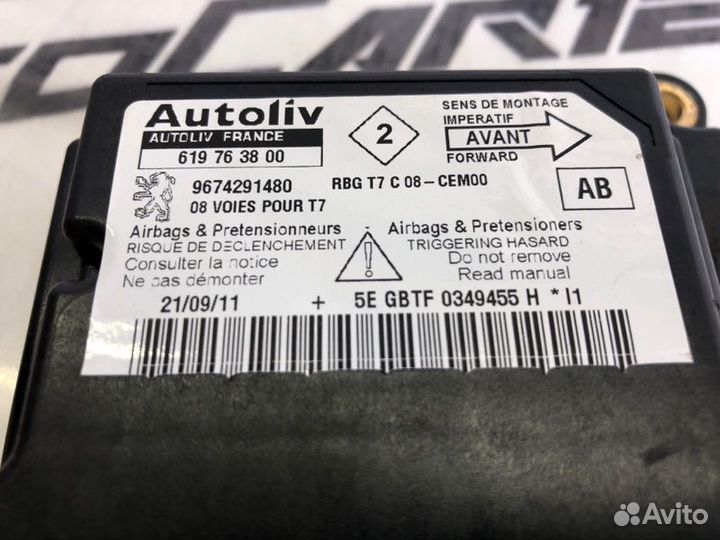 Autoliv
AUTOLIV FRANCE
619 76 38 00
2
SENS DE MONTAGE
IMPERATIF
AVANT
FORWARD
9674291480
RBG T7 C 08-CEM00
08 VOIES POUR T7
AB
Airbags & Pretensionneurs
RISQUE DE DECLENCHEMENT
Consulter la notice
Ne pas démonter
!
Airbags & Pretensioners
TRIGGERING HASARD
Do not remove
Read manual
21/09/11 + 5E GBTF 0349455 H * I1
Avito